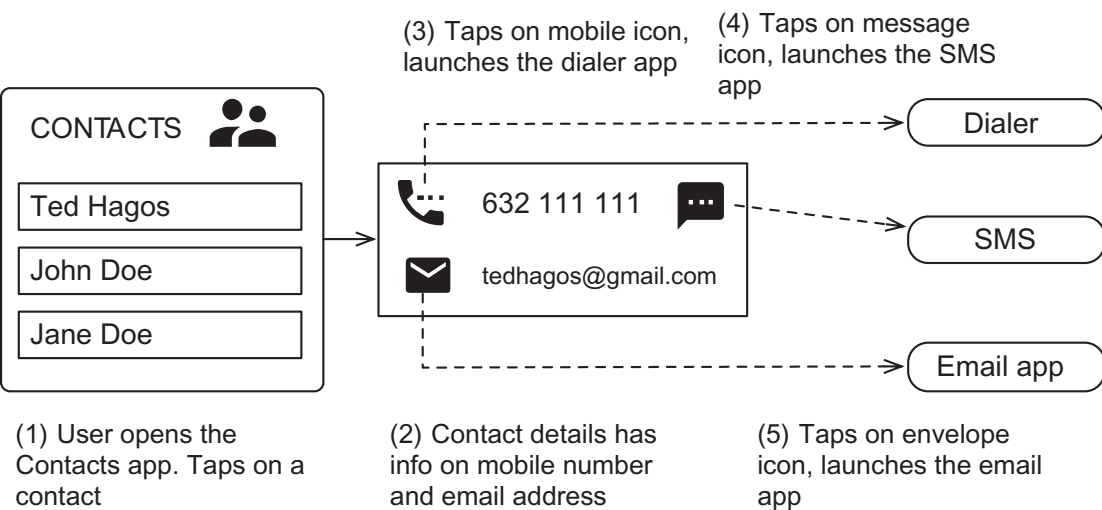 (3) Taps on mobile icon,
launches the dialer app
(4) Taps on message
icon, launches the SMS
app
CONTACTS
Ted Hagos
John Doe
Jane Doe
632 111 111
tedhagos@gmail.com
Dialer
SMS
Email app
(1) User opens the
Contacts app. Taps on a
contact
(2) Contact details has
info on mobile number
and email address
(5) Taps on envelope
icon, launches the email
app